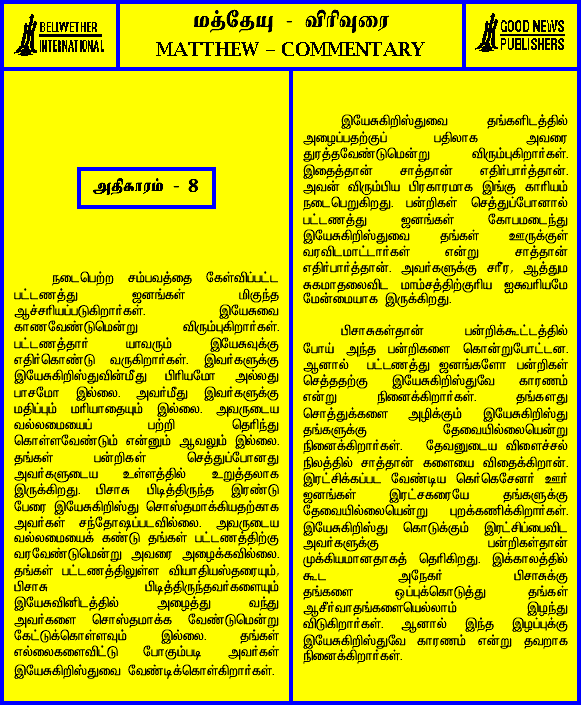 BELIWETHER
INTERNATIONAL
மத்தேயு - விரிவுரை
MATTHEW – COMMENTARY
GOOD NEWS
PUBLISHERS
அதிகாரம் - 8
நடைபெற்ற சம்பவத்தை கேள்விப்பட்ட
பட்டணத்து ஜனங்கள் மிகுந்த
ஆச்சரியப்படுகிறார்கள். இயேசுவை
காணவேண்டுமென்று விரும்புகிறார்கள்.
பட்டணத்தார் யாவரும் இயேசுவுக்கு
எதிர்கொண்டு வருகிறார்கள். இவர்களுக்கு
இயேசுகிறிஸ்துவின்மீது பிரியமோ அல்லது
பாசமோ இல்லை. அவர்மீது இவர்களுக்கு
மதிப்பும் மரியாதையும் இல்லை. அவருடைய
வல்லமையைப் பற்றி தெரிந்து
கொள்ளவேண்டும் என்னும் ஆவலும் இல்லை.
தங்கள் பன்றிகள் செத்துப்போனது
அவர்களுடைய உள்ளத்தில் உறுத்தலாக
இருக்கிறது. பிசாசு பிடித்திருந்த இரண்டு
பேரை இயேசுகிறிஸ்து சொஸ்தமாக்கியதற்காக
அவர்கள் சந்தோஷப்படவில்லை. அவருடைய
வல்லமையைக் கண்டு தங்கள் பட்டணத்திற்கு
வரவேண்டுமென்று அவரை அழைக்கவில்லை.
தங்கள் பட்டணத்திலுள்ள வியாதியஸ்தரையும்,
பிசாசு பிடித்திருந்தவர்களையும்
இயேசுவினிடத்தில் அழைத்து வந்து
அவர்களை சொஸ்தமாக்க வேண்டுமென்று
கேட்டுக்கொள்ளவும் இல்லை. தங்கள்
எல்லைகளைவிட்டு போகும்படி அவர்கள்
இயேசுகிறிஸ்துவை வேண்டிக்கொள்கிறார்கள்.
இயேசுகிறிஸ்துவை தங்களிடத்தில்
அழைப்பதற்குப் பதிலாக அவரை
துரத்தவேண்டுமென்று விரும்புகிறார்கள்.
இதைத்தான் சாத்தான் எதிர்பார்த்தான்.
அவன் விரும்பிய பிரகாரமாக இங்கு காரியம்
நடைபெறுகிறது. பன்றிகள் செத்துப்போனால்
பட்டணத்து ஜனங்கள் கோபமடைந்து
இயேசுகிறிஸ்துவை தங்கள் ஊருக்குள்
வரவிடமாட்டார்கள் என்று சாத்தான்
எதிர்பார்த்தான். அவர்களுக்கு சரீர, ஆத்தும
சுகமாதலைவிட மாம்சத்திற்குரிய ஐசுவரியமே
மேன்மையாக இருக்கிறது.
பிசாசுகள்தான் பன்றிக்கூட்டத்தில்
போய் அந்த பன்றிகளை கொன்றுபோட்டன.
ஆனால் பட்டணத்து ஜனங்களோ பன்றிகள்
செத்ததற்கு இயேசுகிறிஸ்துவே காரணம்
என்று நினைக்கிறார்கள். தங்களது
சொத்துக்களை அழிக்கும் இயேசுகிறிஸ்து
தங்களுக்கு தேவையில்லையென்று
நினைக்கிறார்கள். தேவனுடைய விளைச்சல்
நிலத்தில் சாத்தான் களையை விதைக்கிறான்.
இரட்சிக்கப்பட வேண்டிய கெர்கெசேனர் ஊர்
ஜனங்கள் இரட்சகரையே தங்களுக்கு
தேவையில்லையென்று புறக்கணிக்கிறார்கள்.
இயேசுகிறிஸ்து கொடுக்கும் இரட்சிப்பைவிட
அவர்களுக்கு பன்றிகள்தான்
முக்கியமானதாகத் தெரிகிறது. இக்காலத்தில்
கூட அநேகர் பிசாசுக்கு
தங்களை ஒப்புக்கொடுத்து தங்கள்
ஆசீர்வாதங்களையெல்லாம் இழந்து
விடுகிறார்கள். ஆனால் இந்த இழப்புக்கு
இயேசுகிறிஸ்துவே காரணம் என்று தவறாக
நினைக்கிறார்கள்.